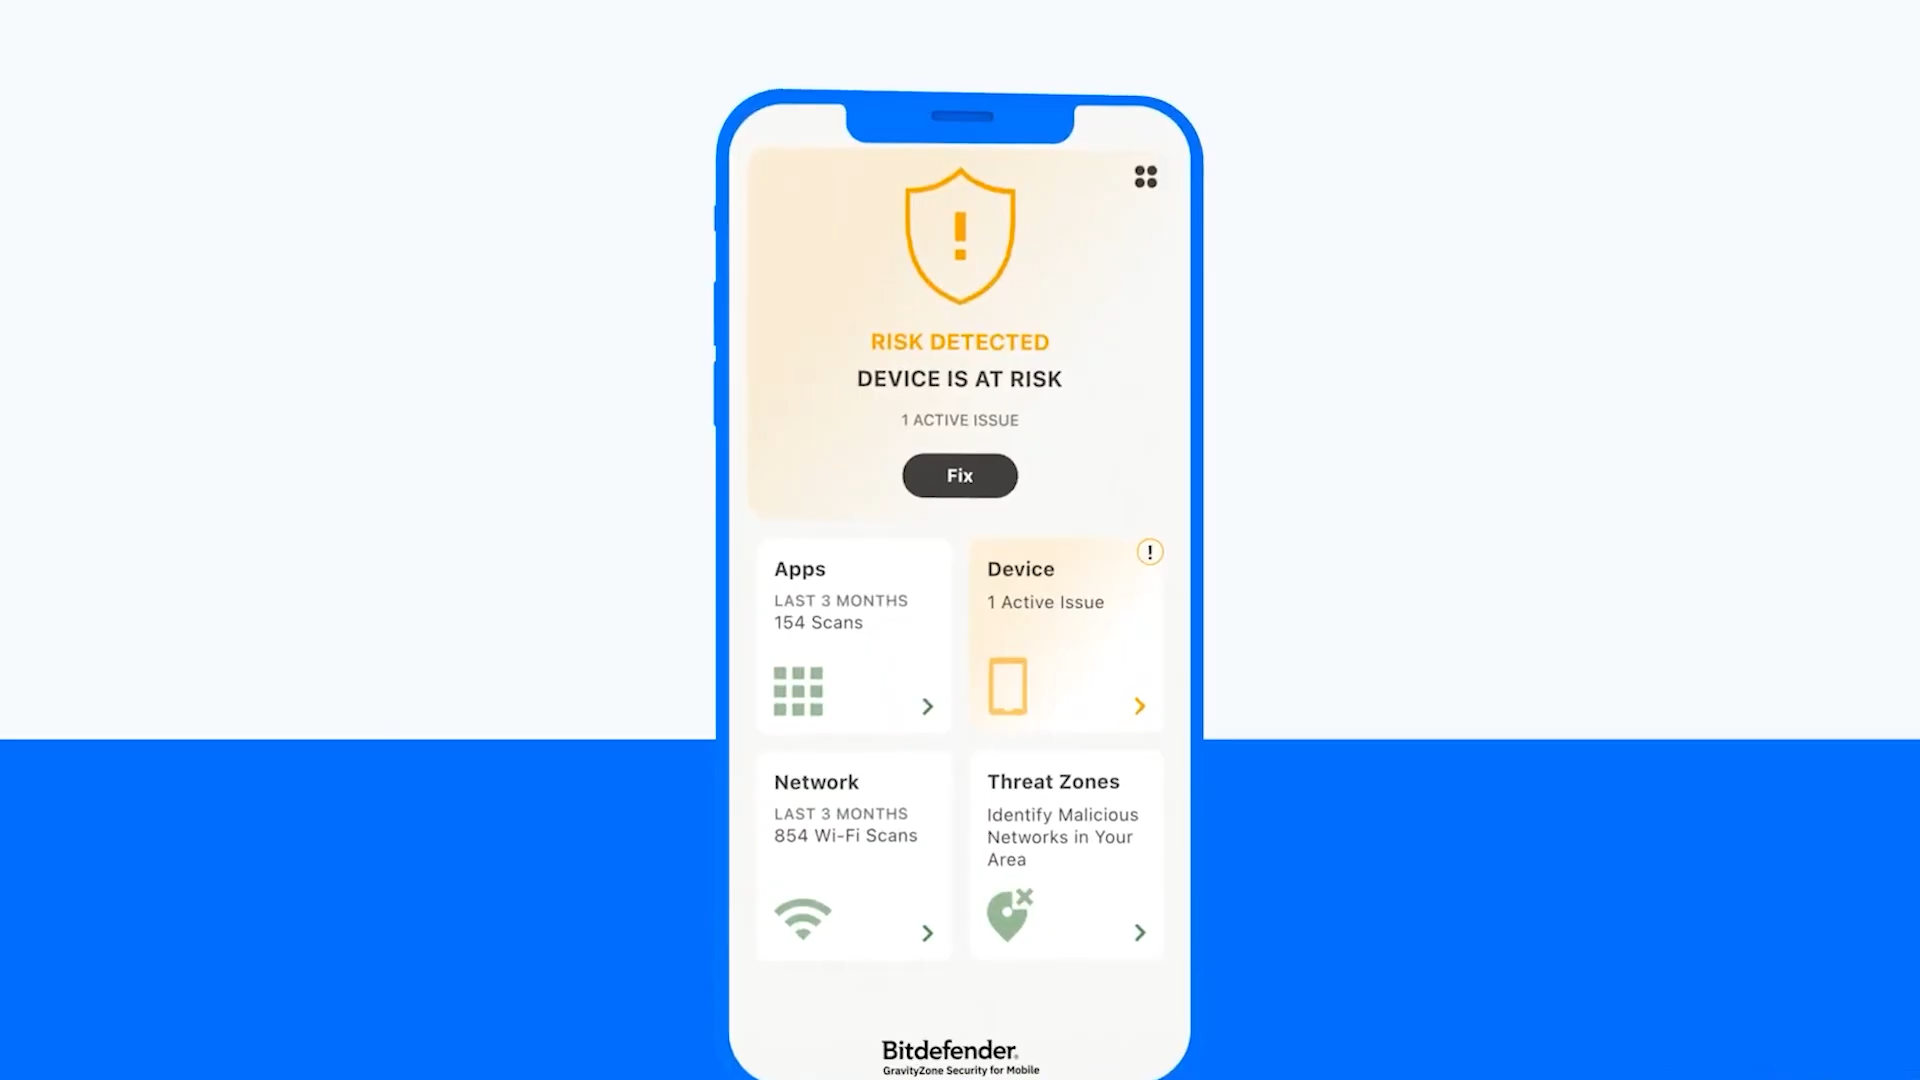 RISK DETECTED
DEVICE IS AT RISK
1 ACTIVE ISSUE
Fix
Apps
LAST 3 MONTHS
154 Scans
Device
1 Active Issue
Network
LAST 3 MONTHS
854 Wi-Fi Scans
Threat Zones
Identify Malicious
Networks in Your
Area
Bitdefender
GravityZone Security for Mobile